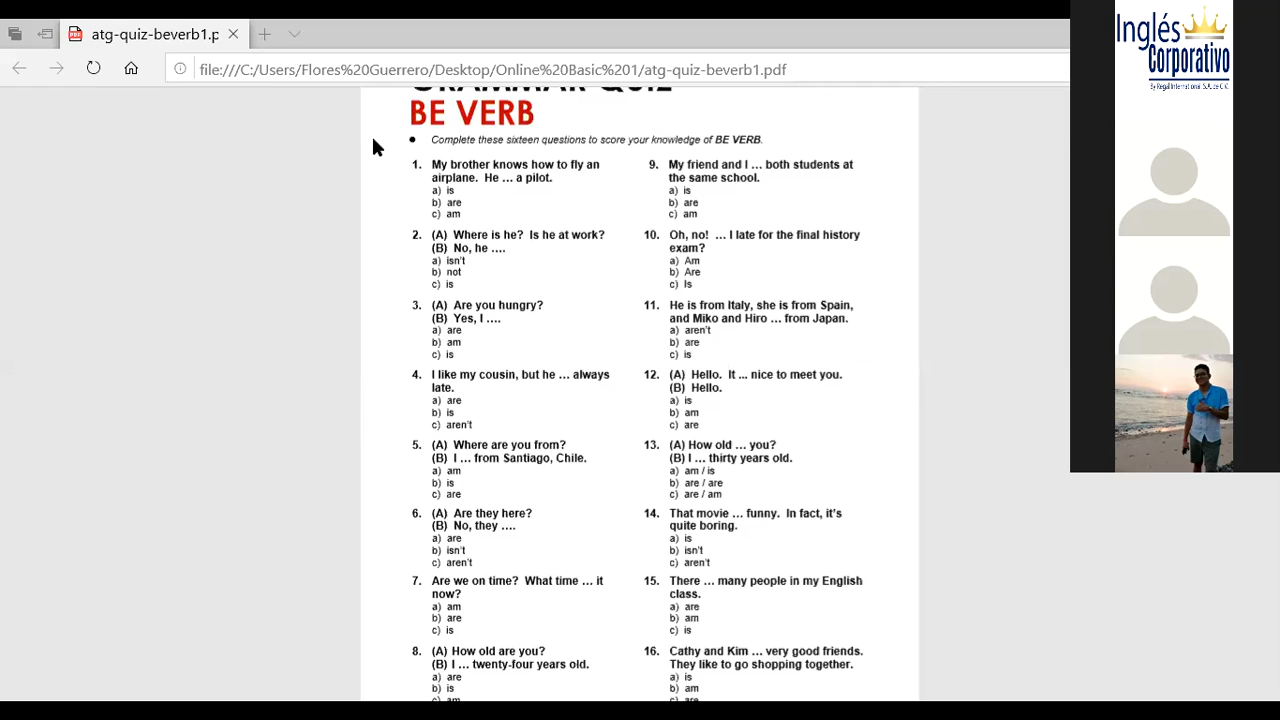 atg-quiz-beverb1.p
file:///C:/Users/Flores%20Guerrero/Desktop/Online%20Basic%201/atg-quiz-beverb1.pdf
Inglés
Corporativo
By Regal International S.A. de C.V.
GRAMMAR QUIZ
BE VERB
• Complete these sixteen questions to score your knowledge of BE VERB.
1. My brother knows how to fly an
airplane. He … a pilot.
a) is
b) are
c) am
2. (A) Where is he? Is he at work?
(B) No, he ….
a) isn't
b) not
c) is
3. (A) Are you hungry?
(B) Yes, I ….
a) are
b) am
c) is
4. I like my cousin, but he … always
late.
a) are
b) is
c) aren't
5. (A) Where are you from?
(B) I … from Santiago, Chile.
a) am
b) is
c) are
6. (A) Are they here?
(B) No, they ….
a) are
b) isn't
c) aren't
7. Are we on time? What time … it
now?
a) am
b) are
c) is
8. (A) How old are you?
(B) I … twenty-four years old.
a) are
b) is
c) am
9. My friend and I … both students at
the same school.
a) is
b) are
c) am
10. Oh, no! … I late for the final history
exam?
a) Am
b) Are
c) Is
11. He is from Italy, she is from Spain,
and Miko and Hiro … from Japan.
a) aren't
b) are
c) is
12. (A) Hello. It … nice to meet you.
(B) Hello.
a) is
b) am
c) are
13. (A) How old … you?
(B) I … thirty years old.
a) am / is
b) are / are
c) are / am
14. That movie … funny. In fact, it's
quite boring.
a) is
b) isn't
c) aren't
15. There … many people in my English
class.
a) are
b) am
c) is
16. Cathy and Kim … very good friends.
They like to go shopping together.
a) is
b) am
c) are